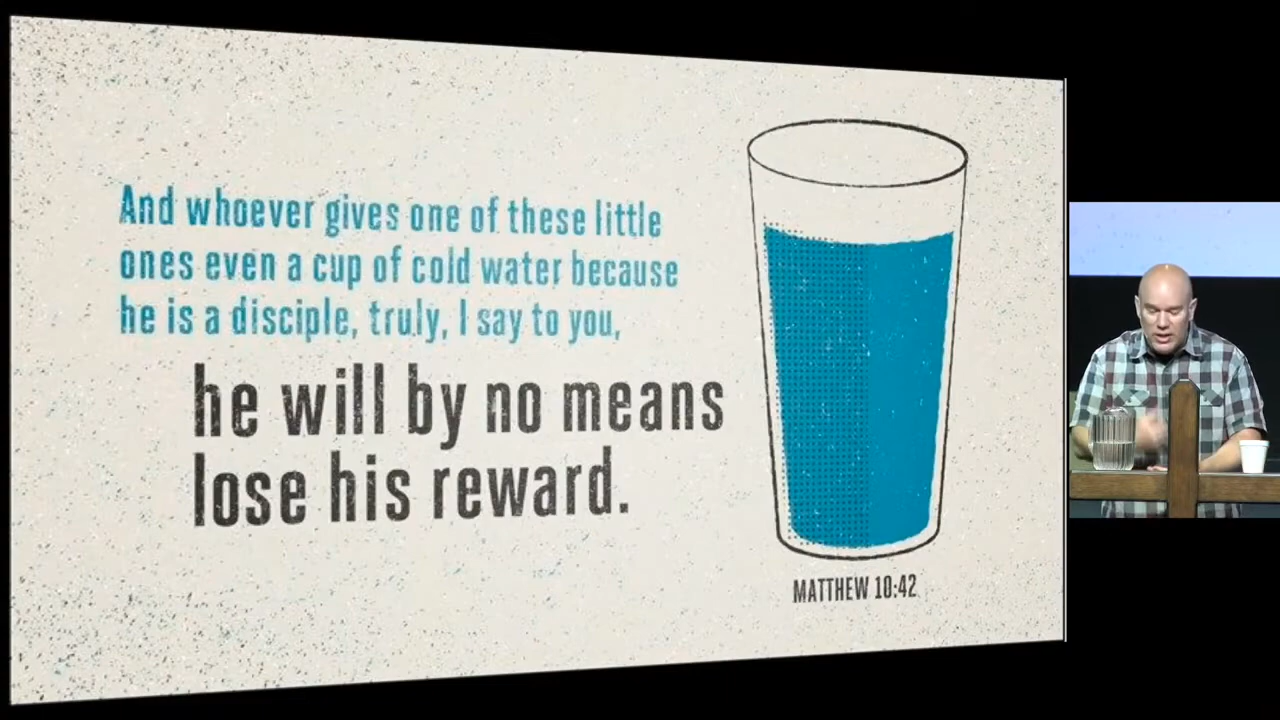 And whoever gives one of these little
ones even a cup of cold water because
he is a disciple, truly, I say to you,
he will by no means
lose his reward.
MATTHEW 10:42